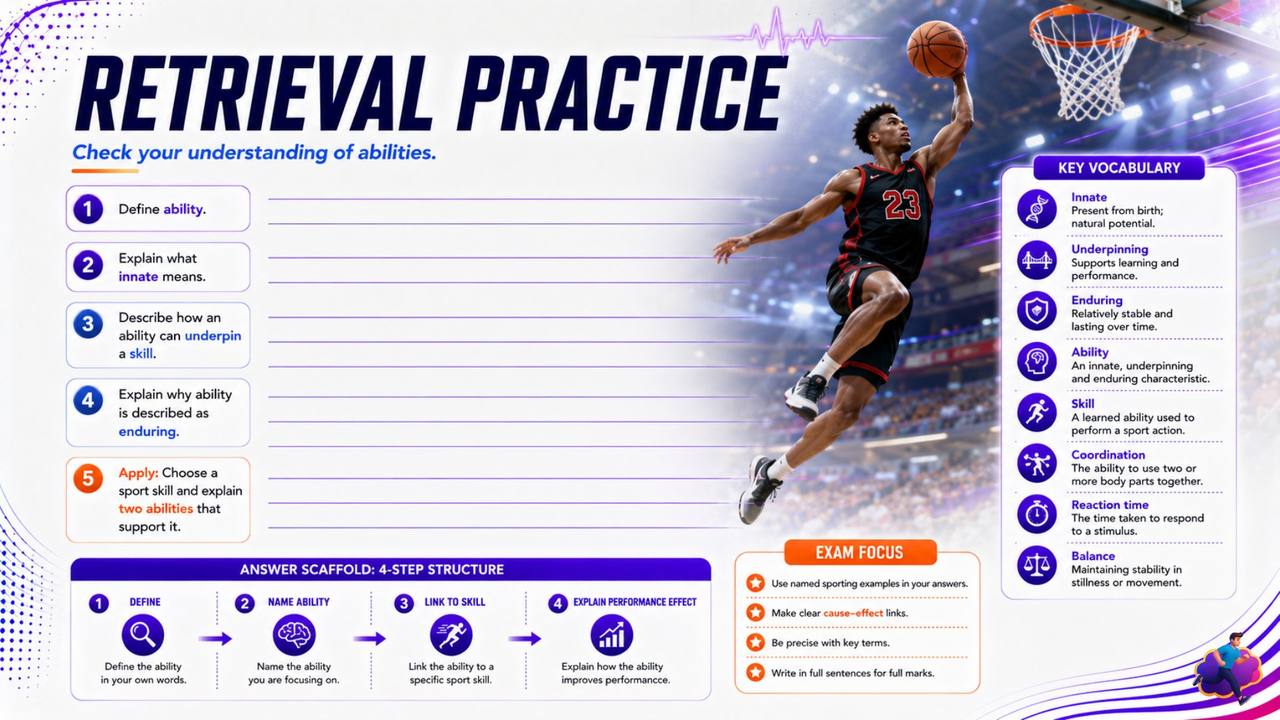 RETRIEVAL PRACTICE
Check your understanding of abilities.
1
Define ability.
2
Explain what
innate means.
3
Describe how an
ability can underpin
a skill.
4
Explain why ability
is described as
enduring.
5
Apply: Choose a
sport skill and explain
two abilities that
support it.
23
KEY VOCABULARY
Innate
Present from birth;
natural potential.
Underpinning
Supports learning and
performance.
Enduring
Relatively stable and
lasting over time.
Ability
An innate, underpinning
and enduring characteristic.
Skill
A learned ability used to
perform a sport action.
Coordination
The ability to use two or
more body parts together.
Reaction time
The time taken to respond
to a stimulus.
Balance
Maintaining stability in
stillness or movement.
ANSWER SCAFFOLD: 4-STEP STRUCTURE
1 DEFINE
Define the ability
in your own words.
2 NAME ABILITY
Name the ability
you are focusing on.
3 LINK TO SKILL
Link the ability to a
specific sport skill.
4 EXPLAIN PERFORMANCE EFFECT
Explain how the ability
improves performance.
EXAM FOCUS
Use named sporting examples in your answers.
Make clear cause–effect links.
Be precise with key terms.
Write in full sentences for full marks.